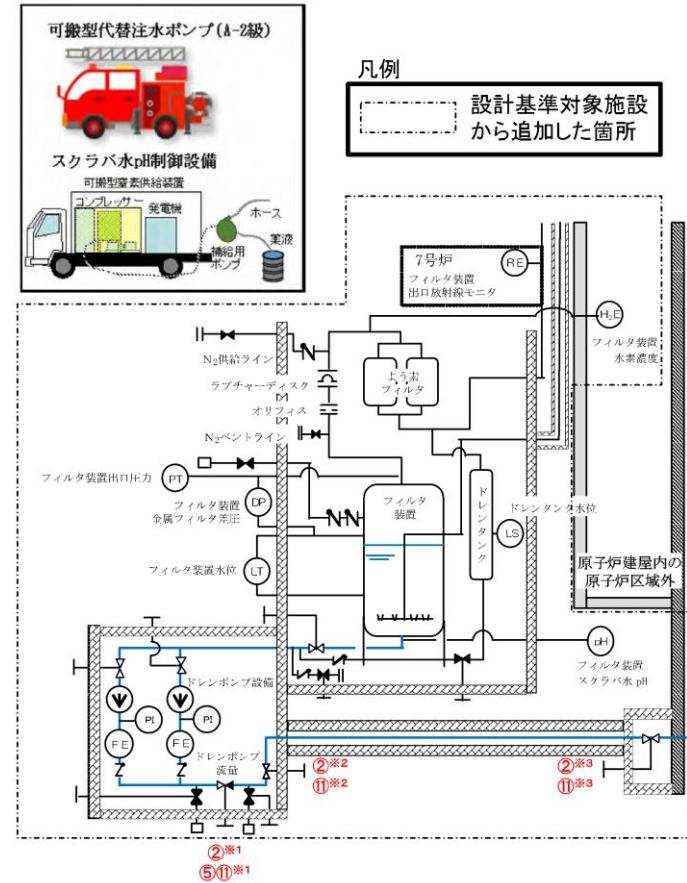 可搬型代替注水ポンプ(A-2級)
スクラバ水pH制御設備
可搬型窒素供給装置
コンプレッサー
発電機
ホース
補給用
ポンプ
薬液
凡例
設計基準対象施設
から追加した箇所
7号炉
フィルタ装置
出口放射線モニタ
RE
H₂E
フィルタ装置
水素濃度
N₂供給ライン
ラプチャーディスク
オリフィス
N₂ベントライン
よう素
フィルタ
フィルタ装置出口圧力
PT
DP
フィルタ装置
金属フィルタ差圧
フィルタ
装置
ドレンタンク
ドレンタンク水位
LS
フィルタ装置水位
LT
原子炉建屋内の
原子炉区域外
pH
フィルタ装置
スクラバ水 pH
ドレンポンプ設備
PI
PI
FE
FE
ドレンポンプ
流量
②※2
⑪※2
②※3
⑪※3
②※1
⑤⑪※1